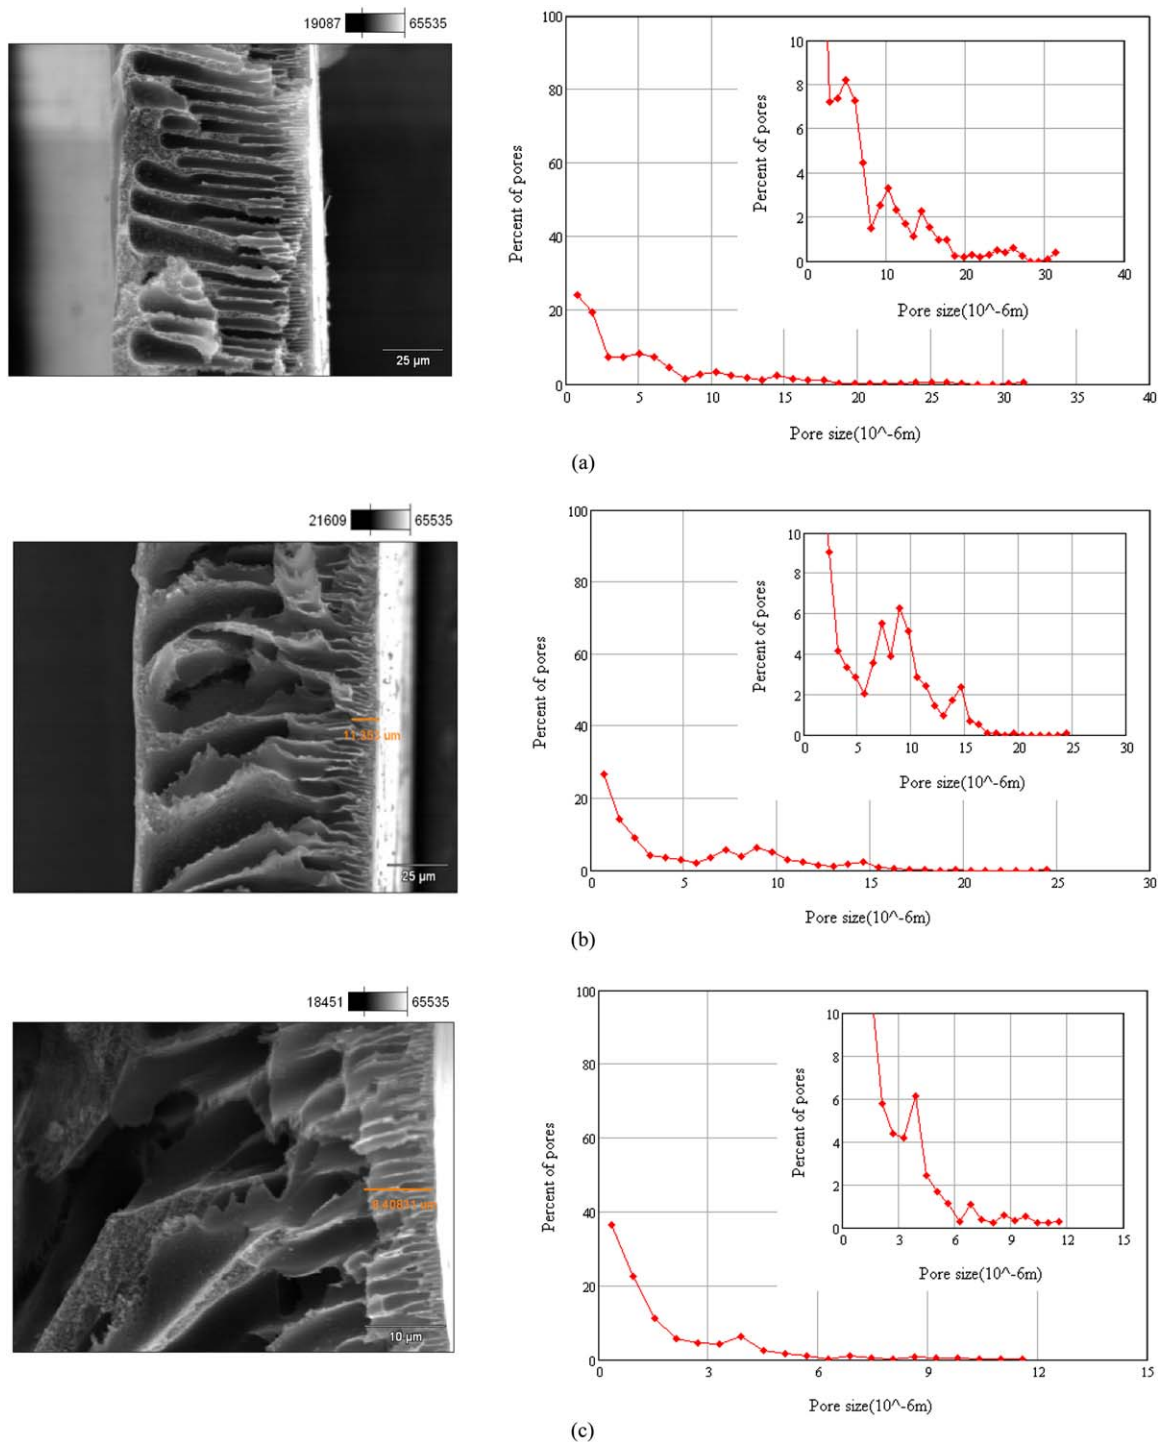 19087 65535
25 µm
100
80
60
40
20
0
Percent of pores
0 5 10 15 20 25 30 35 40
Pore size(10^-6m)
10
8
6
4
2
0
Percent of pores
0 10 20 30 40
Pore size(10^-6m)
(a)
21609 65535
25 µm
100
80
60
40
20
0
Percent of pores
0 5 10 15 20 25 30
Pore size(10^-6m)
10
8
6
4
2
0
Percent of pores
0 5 10 15 20 25 30
Pore size(10^-6m)
(b)
18451 65535
10 µm
100
80
60
40
20
0
Percent of pores
0 3 6 9 12 15
Pore size(10^-6m)
10
8
6
4
2
0
Percent of pores
0 3 6 9 12 15
Pore size(10^-6m)
(c)